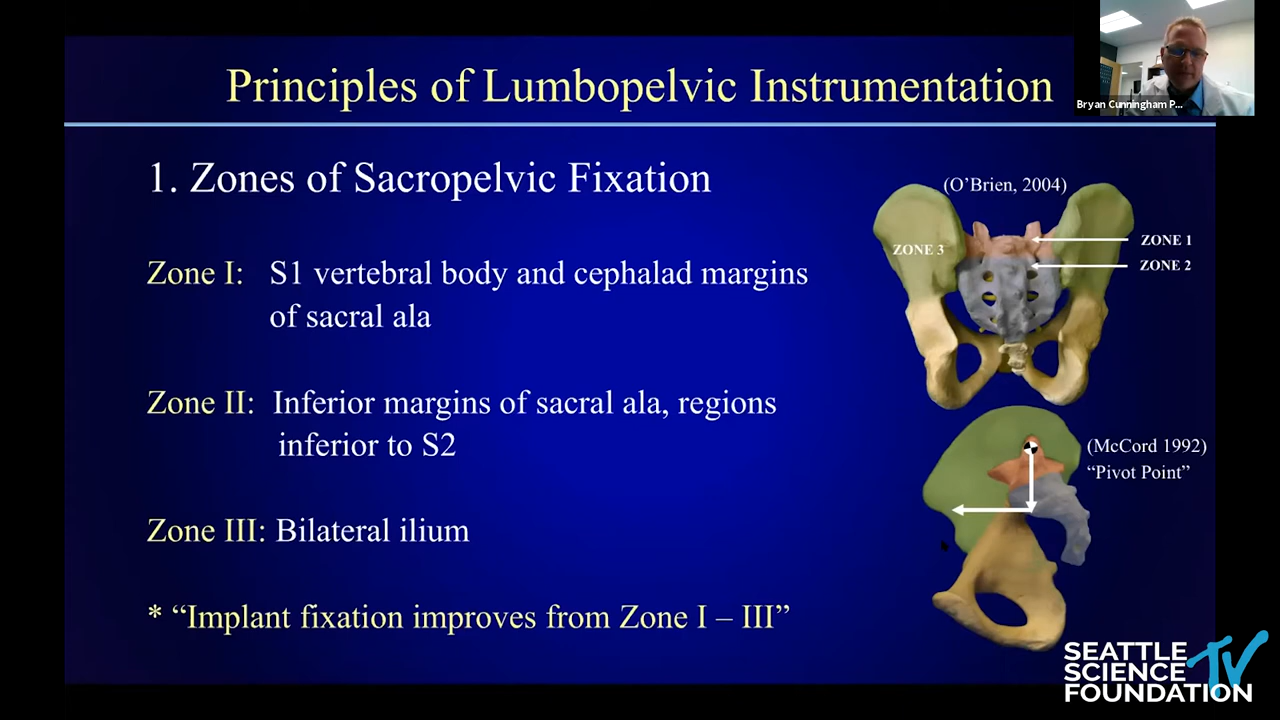 Principles of Lumbopelvic Instrumentation
Bryan Cunningham P...
1. Zones of Sacropelvic Fixation
(O’Brien, 2004)
ZONE 3
ZONE 1
ZONE 2
Zone I: S1 vertebral body and cephalad margins
of sacral ala
Zone II: Inferior margins of sacral ala, regions
inferior to S2
(McCord 1992)
“Pivot Point”
Zone III: Bilateral ilium
* “Implant fixation improves from Zone I – III”
SEATTLE
SCIENCE TV
FOUNDATION